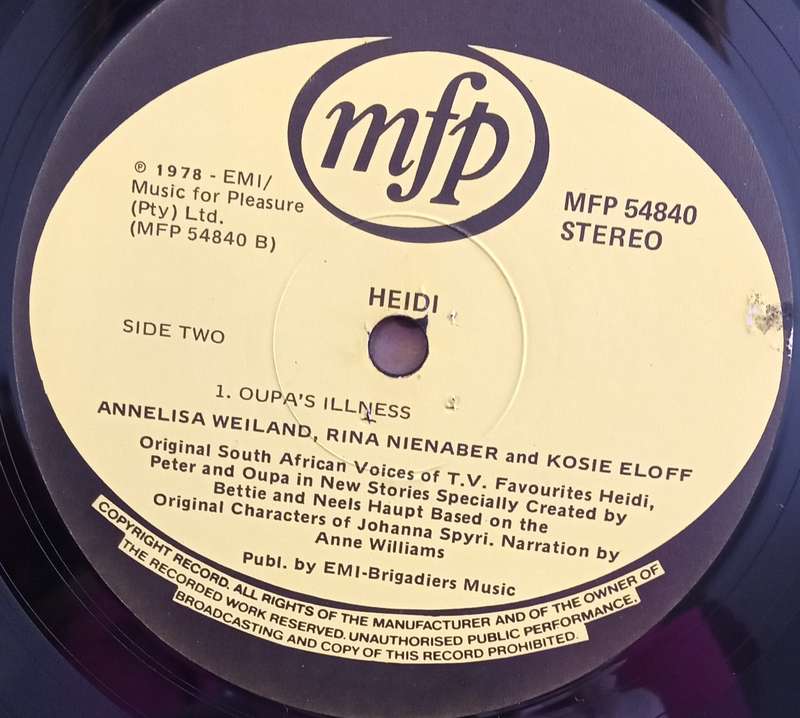 mfp
℗ 1978 - EMI/
Music for Pleasure
(Pty) Ltd.
(MFP 54840 B)
MFP 54840
STEREO
HEIDI
SIDE TWO
1. OUPA'S ILLNESS
ANNELISA WEILAND, RINA NIENABER and KOSIE ELOFF
Original South African Voices of T.V. Favourites Heidi,
Peter and Oupa in New Stories Specially Created by
Bettie and Neels Haupt Based on the
Original Characters of Johanna Spyri. Narration by
Anne Williams
Publ. by EMI-Brigadiers Music
COPYRIGHT RECORD. ALL RIGHTS OF THE MANUFACTURER AND OF THE OWNER OF
THE RECORDED WORK RESERVED. UNAUTHORISED PUBLIC PERFORMANCE,
BROADCASTING AND COPY OF THIS RECORD PROHIBITED.